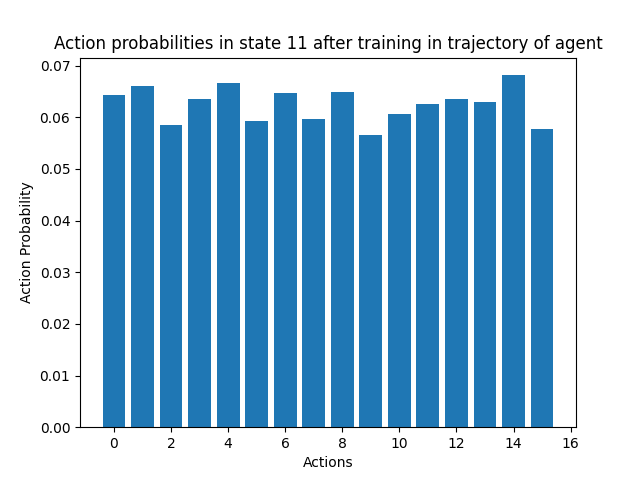 Action probabilities in state 11 after training in trajectory of agent
0.07
0.06
0.05
0.04
0.03
0.02
0.01
0.00
Action Probability
0 2 4 6 8 10 12 14 16
Actions